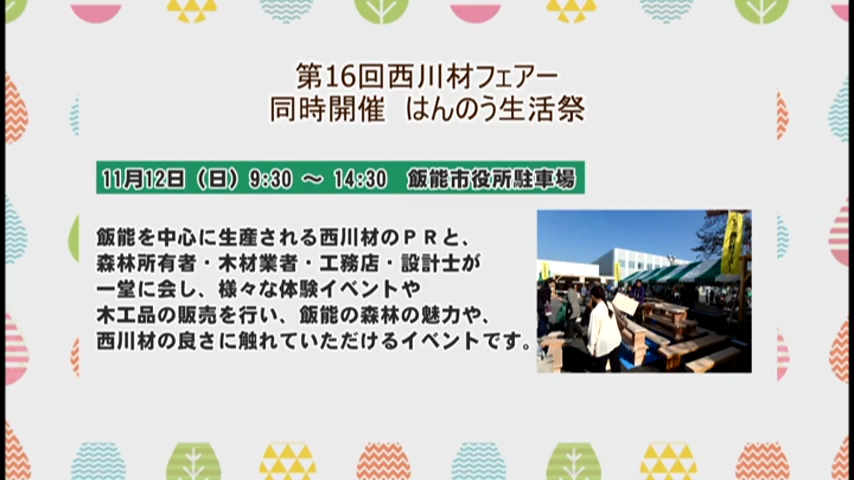 第16回西川材フェアー
同時開催　はんのう生活祭
11月12日（日）9:30 ～ 14:30　飯能市役所駐車場
飯能を中心に生産される西川材のＰＲと、
森林所有者・木材業者・工務店・設計士が
一堂に会し、様々な体験イベントや
木工品の販売を行い、飯能の森林の魅力や、
西川材の良さに触れていただけるイベントです。